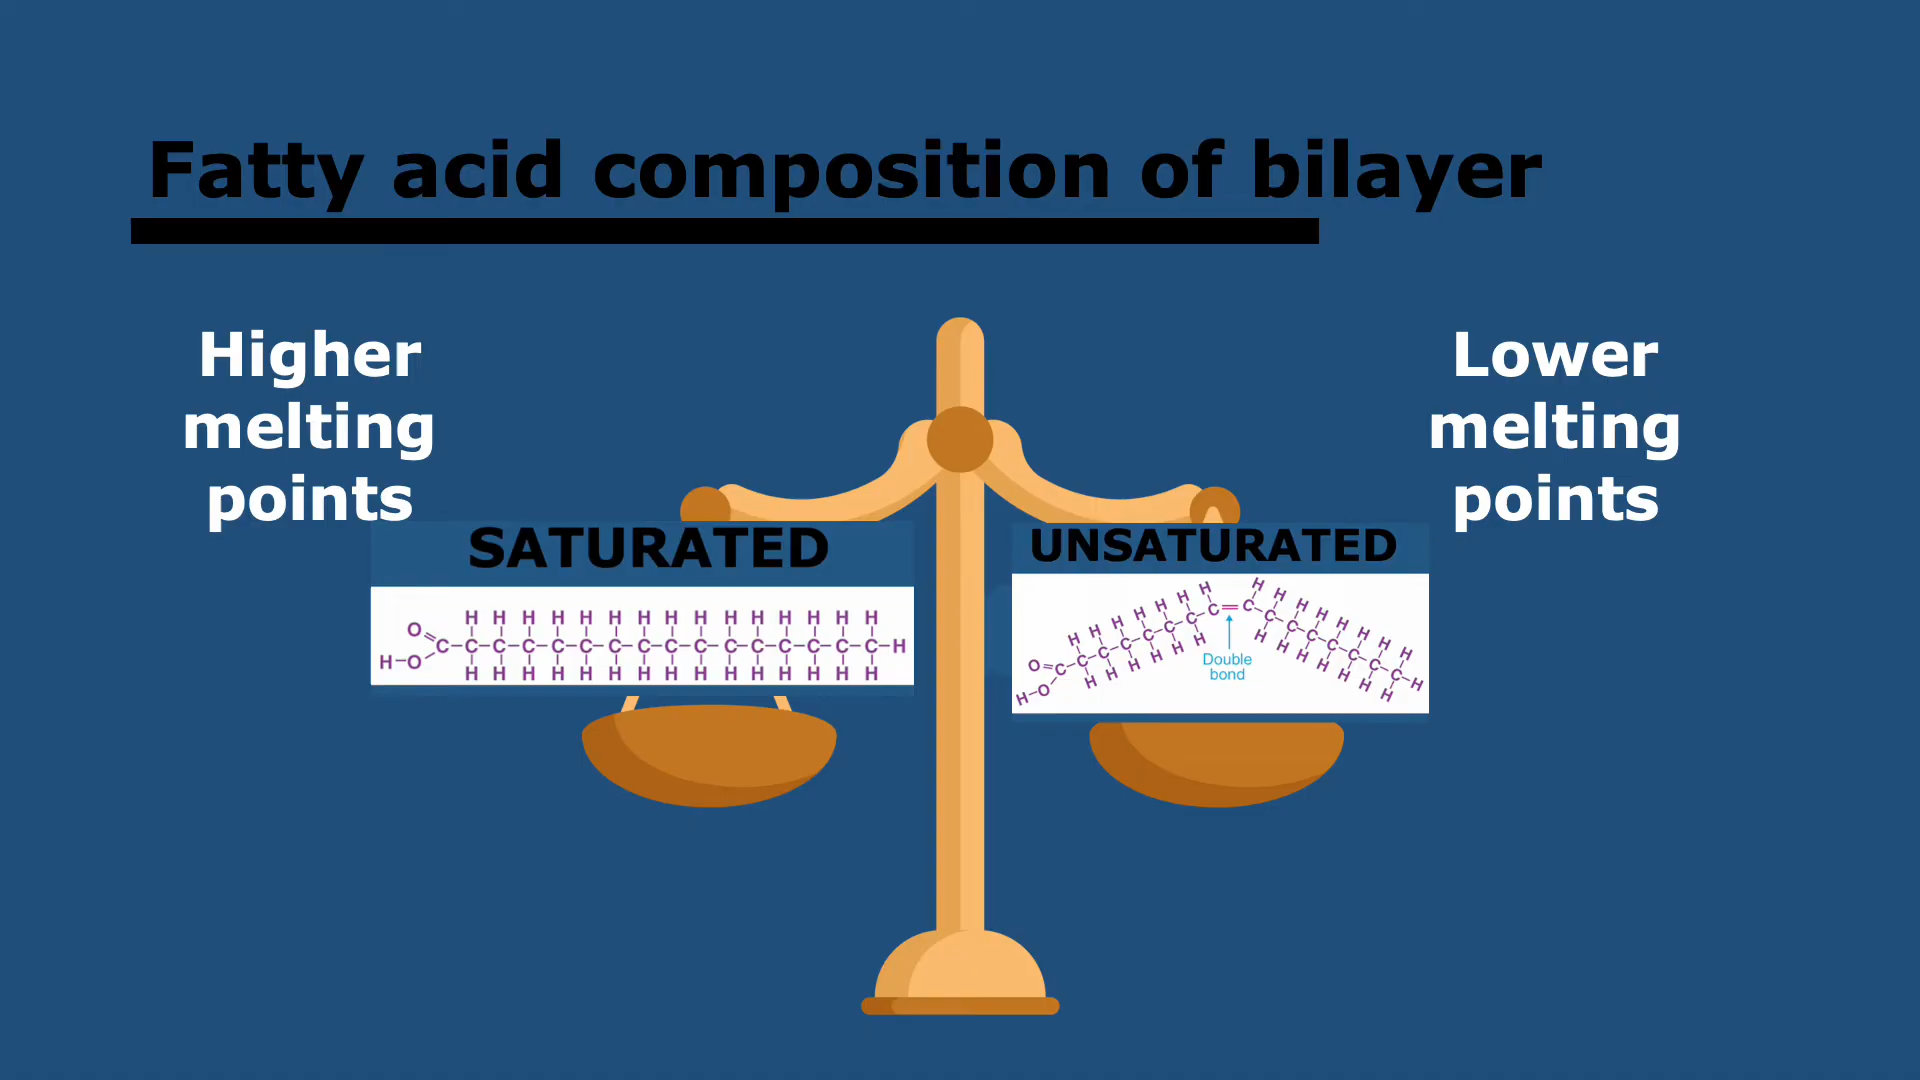 Fatty acid composition of bilayer
Higher
melting
points
Lower
melting
points
SATURATED
H H H H H H H H H H H H H H H
O
C-C-C-C-C-C-C-C-C-C-C-C-C-C-C-C-H
H-O
H H H H H H H H H H H H H H H
UNSATURATED
H H H H H H H H H H H H H H H
C=C
O=C-C-C-C-C-C-C-C=C-C-C-C-C-C-C-C-H
H-O
H H H H H H H H H H H H H
Double
bond